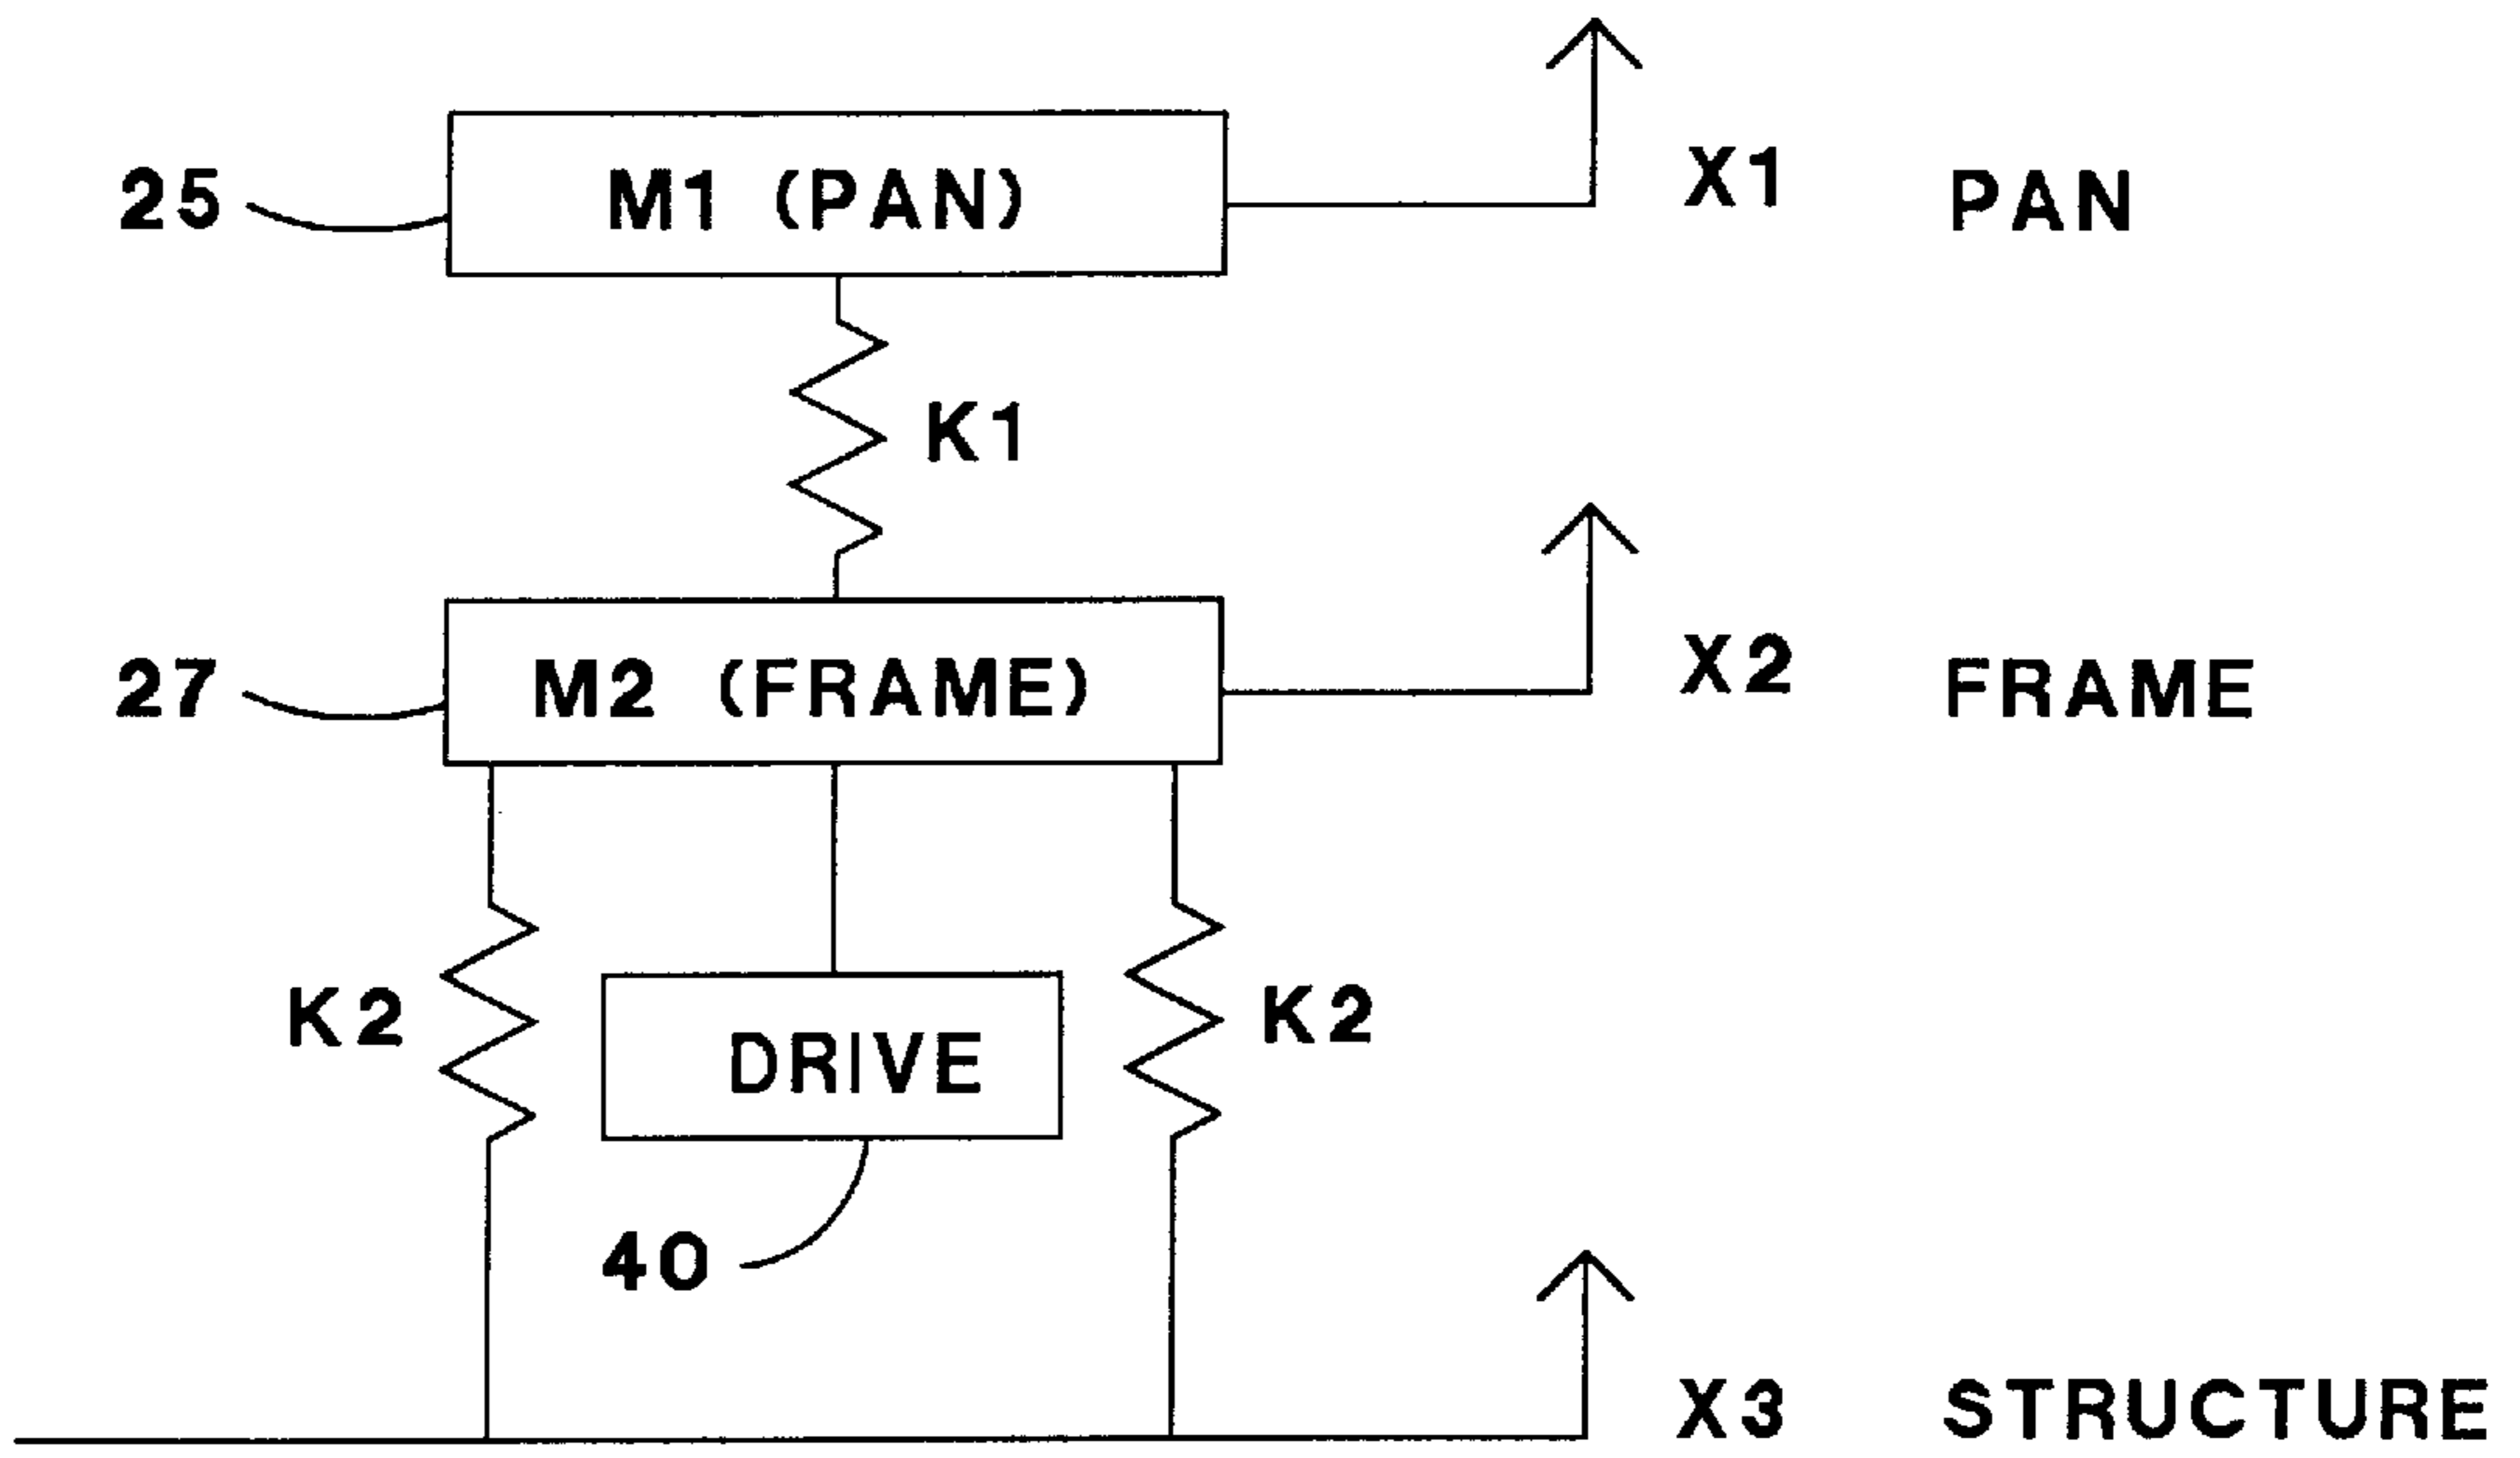 25 M1 (PAN) X1 PAN
K1
27 M2 (FRAME) X2 FRAME
K2 DRIVE K2
40
X3 STRUCTURE